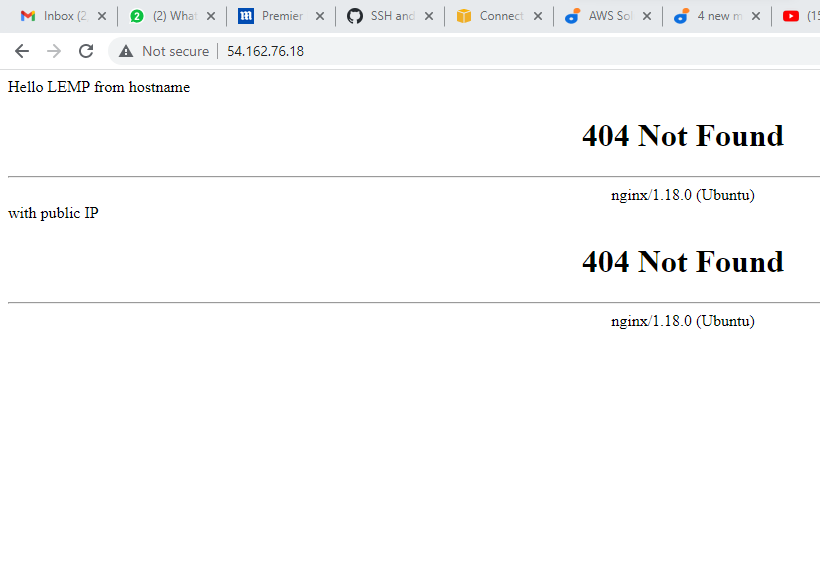 Inbox (2,
(2) What
Premier
SSH and
Connect
AWS Sol
4 new m
(15
Not secure
54.162.76.18
Hello LEMP from hostname
404 Not Found
nginx/1.18.0 (Ubuntu)
with public IP
404 Not Found
nginx/1.18.0 (Ubuntu)